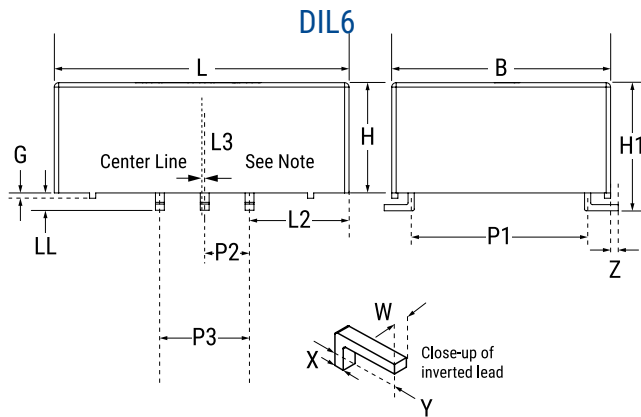 DIL6
L
B
H
H1
L3
G
Center Line
See Note
LL
L2
P2
P1
Z
P3
W
X
Close-up of
inverted lead
Y